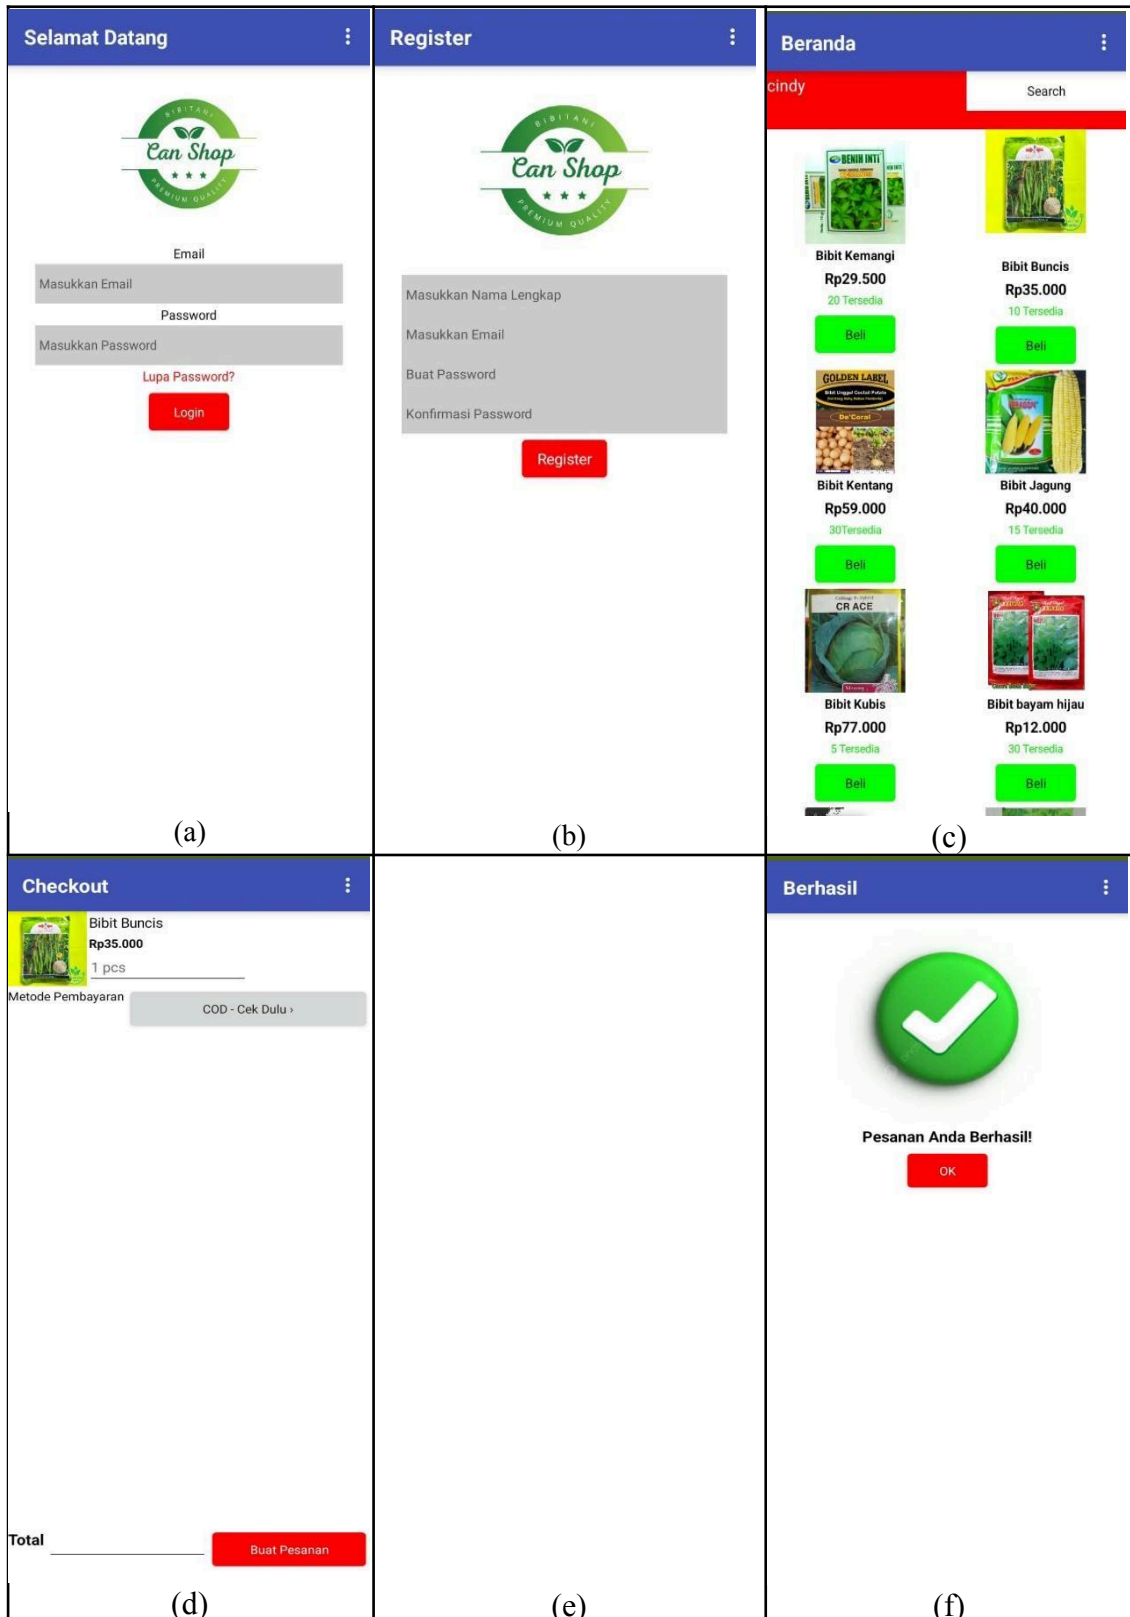 Selamat Datang
BIBITANI
Can Shop
PREMIUM QUALITY
Email
Masukkan Email
Password
Masukkan Password
Lupa Password?
Login
(a)
Register
BIBITANI
Can Shop
PREMIUM QUALITY
Masukkan Nama Lengkap
Masukkan Email
Buat Password
Konfirmasi Password
Register
(b)
Beranda
cindy
Search
BENIH INTI
Bibit Kemangi
Rp29.500
20 Tersedia
Beli
Bibit Buncis
Rp35.000
10 Tersedia
Beli
GOLDEN LABEL
De'Coral
Bibit Kentang
Rp59.000
30Tersedia
Beli
Bibit Jagung
Rp40.000
15 Tersedia
Beli
CR ACE
Bibit Kubis
Rp77.000
5 Tersedia
Beli
Bibit bayam hijau
Rp12.000
30 Tersedia
Beli
(c)
Checkout
Bibit Buncis
Rp35.000
1 pcs
Metode Pembayaran
COD - Cek Dulu ›
Total
Buat Pesanan
(d)
(e)
Berhasil
Pesanan Anda Berhasil!
OK
(f)